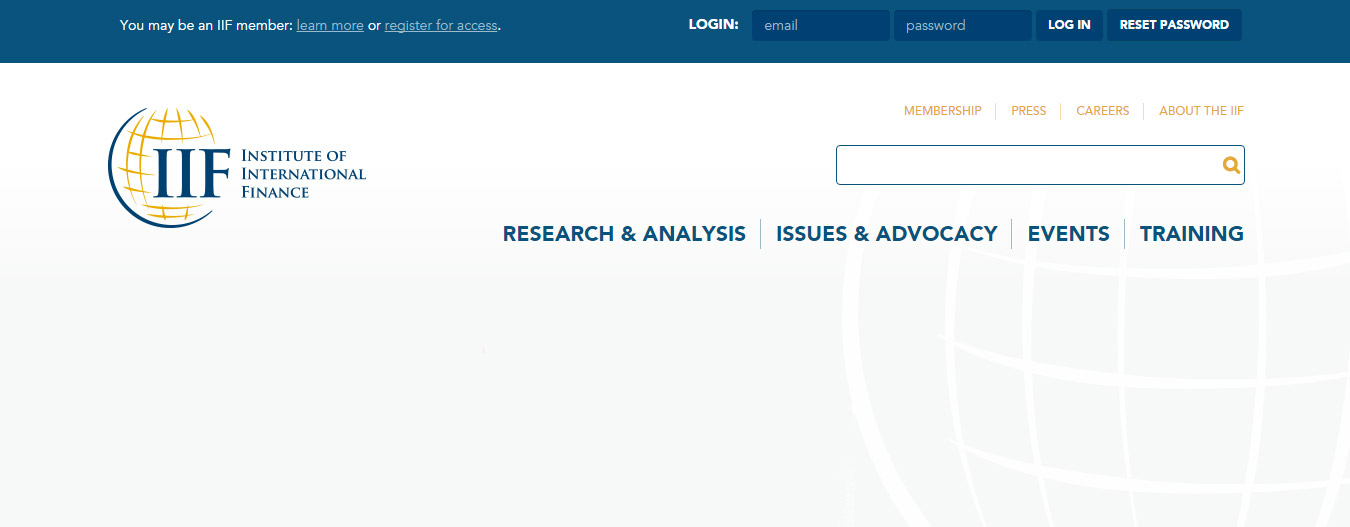 You may be an IIF member: learn more or register for access.
LOGIN: email password LOG IN RESET PASSWORD
MEMBERSHIP PRESS CAREERS ABOUT THE IIF
IIF
INSTITUTE OF
INTERNATIONAL
FINANCE
RESEARCH & ANALYSIS ISSUES & ADVOCACY EVENTS TRAINING